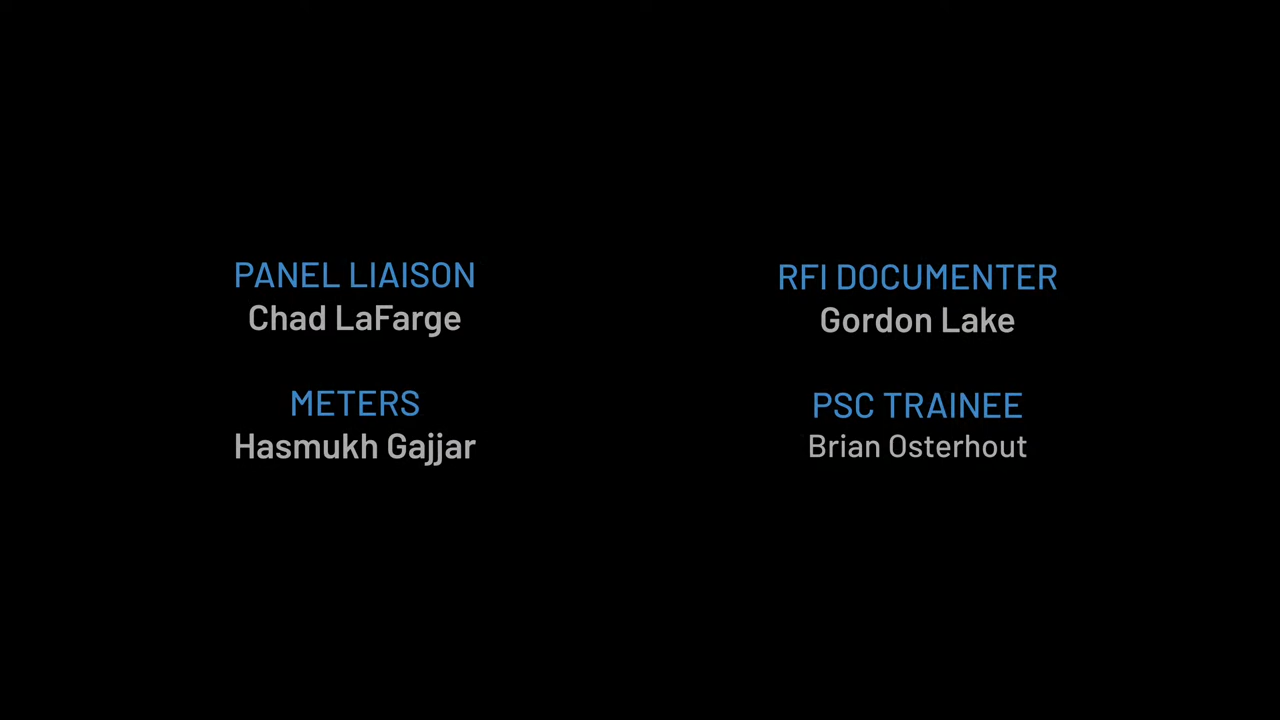 PANEL LIAISON
Chad LaFarge
METERS
Hasmukh Gajjar
RFI DOCUMENTER
Gordon Lake
PSC TRAINEE
Brian Osterhout